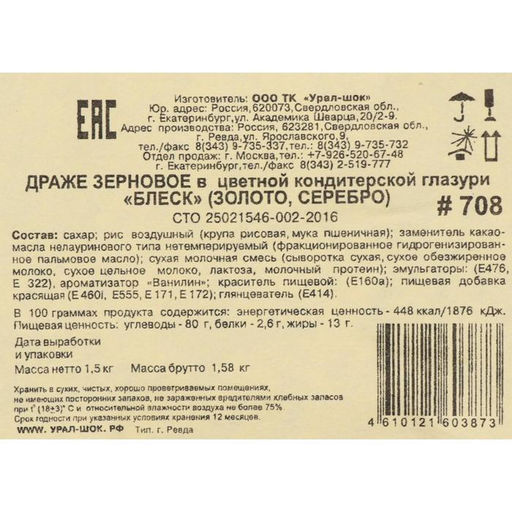 Изготовитель: ООО ТК «Урал-шок»
Юр. адрес: Россия,620073,Свердловская обл.,
г. Екатеринбург,ул. Академика Шварца,20/2-9.
Адрес производства: Россия, 623281,Свердловская обл.,
г. Ревда,ул. Ярославского,9.
тел./факс 8(343) 9-735-337,тел. 8(343) 9-735-732
Отдел продаж: г. Москва,тел.: +7-926-520-67-48
г. Екатеринбург,тел./факс 8(343) 2-519-777
EAC
ДРАЖЕ ЗЕРНОВОЕ в цветной кондитерской глазури
«БЛЕСК» (ЗОЛОТО, СЕРЕБРО)
# 708
СТО 25021546-002-2016
Состав: сахар; рис воздушный (крупа рисовая, мука пшеничная); заменитель какао-
масла нелауринового типа нетемперируемый (фракционированное гидрогенизирован-
ное пальмовое масло); сухая молочная смесь (сыворотка сухая, сухое обезжиренное
молоко, сухое цельное молоко, лактоза, молочный протеин); эмульгаторы: (Е476,
Е 322), ароматизатор «Ванилин»; краситель пищевой: (Е160а); пищевая добавка
красящая (Е 460i, Е555, Е 171, Е 172); глянцеватель (Е414).
В 100 граммах продукта содержится: энергетическая ценность - 448 ккал/1876 кДж.
Пищевая ценность: углеводы - 80 г, белки - 2,6 г, жиры - 13 г.
Дата выработки
и упаковки
Масса нетто 1,5 кг Масса брутто 1,58 кг
Хранить в сухих, чистых, хорошо проветриваемых помещениях,
не имеющих посторонних запахов, не зараженных вредителями хлебных запасов
при t° (18±3)° С и относительной влажности воздуха не более 75%
Срок годности при указанных условиях хранения 12 месяцев.
WWW. УРАЛ-ШОК.РФ Тип. г. Ревда
4 610121 603873